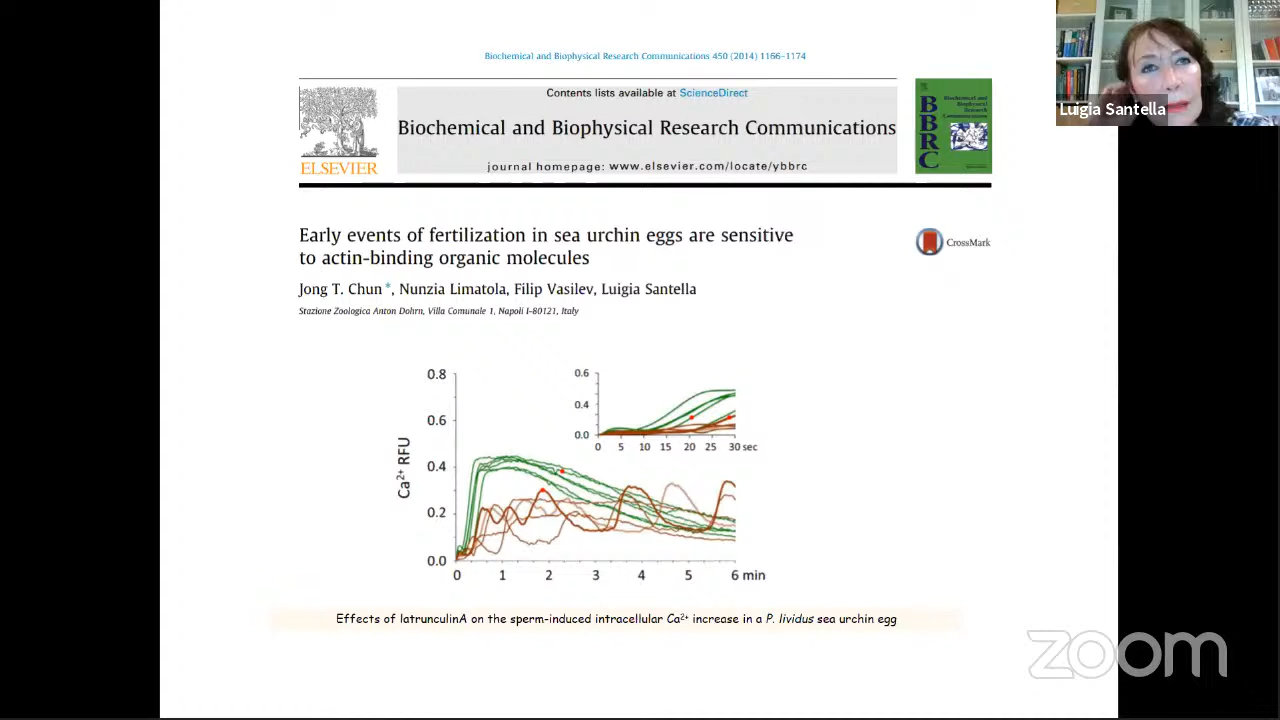 Biochemical and Biophysical Research Communications 450 (2014) 1166–1174
Contents lists available at ScienceDirect
Biochemical and Biophysical Research Communications
journal homepage: www.elsevier.com/locate/ybbrc
ELSEVIER
BBRC
Biochemical and
Biophysical
Research
Communications
Luigia Santella
Early events of fertilization in sea urchin eggs are sensitive
to actin-binding organic molecules
CrossMark
Jong T. Chun *, Nunzia Limatola, Filip Vasilev, Luigia Santella
Stazione Zoologica Anton Dohrn, Villa Comunale 1, Napoli I-80121, Italy
Ca2+ RFU
0.8
0.6
0.4
0.2
0.0
0 1 2 3 4 5 6 min
0.6
0.4
0.0
0 5 10 15 20 25 30 sec
Effects of latrunculinA on the sperm-induced intracellular Ca2+ increase in a P. lividus sea urchin egg
zoom